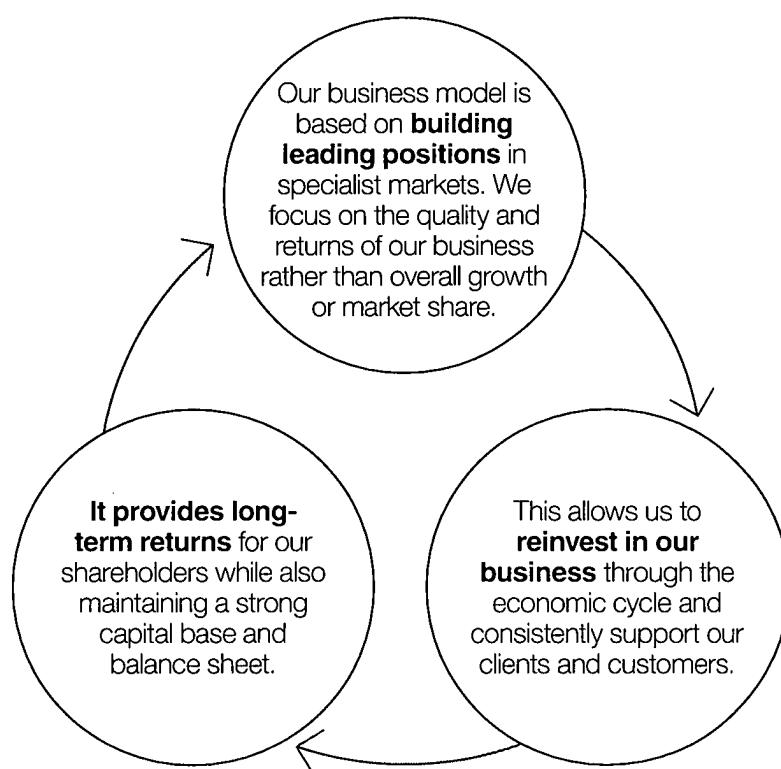 Our business model is
based on building
leading positions in
specialist markets. We
focus on the quality and
returns of our business
rather than overall growth
or market share.
This allows us to
reinvest in our
business through the
economic cycle and
consistently support our
clients and customers.
It provides long-
term returns for our
shareholders while also
maintaining a strong
capital base and
balance sheet.